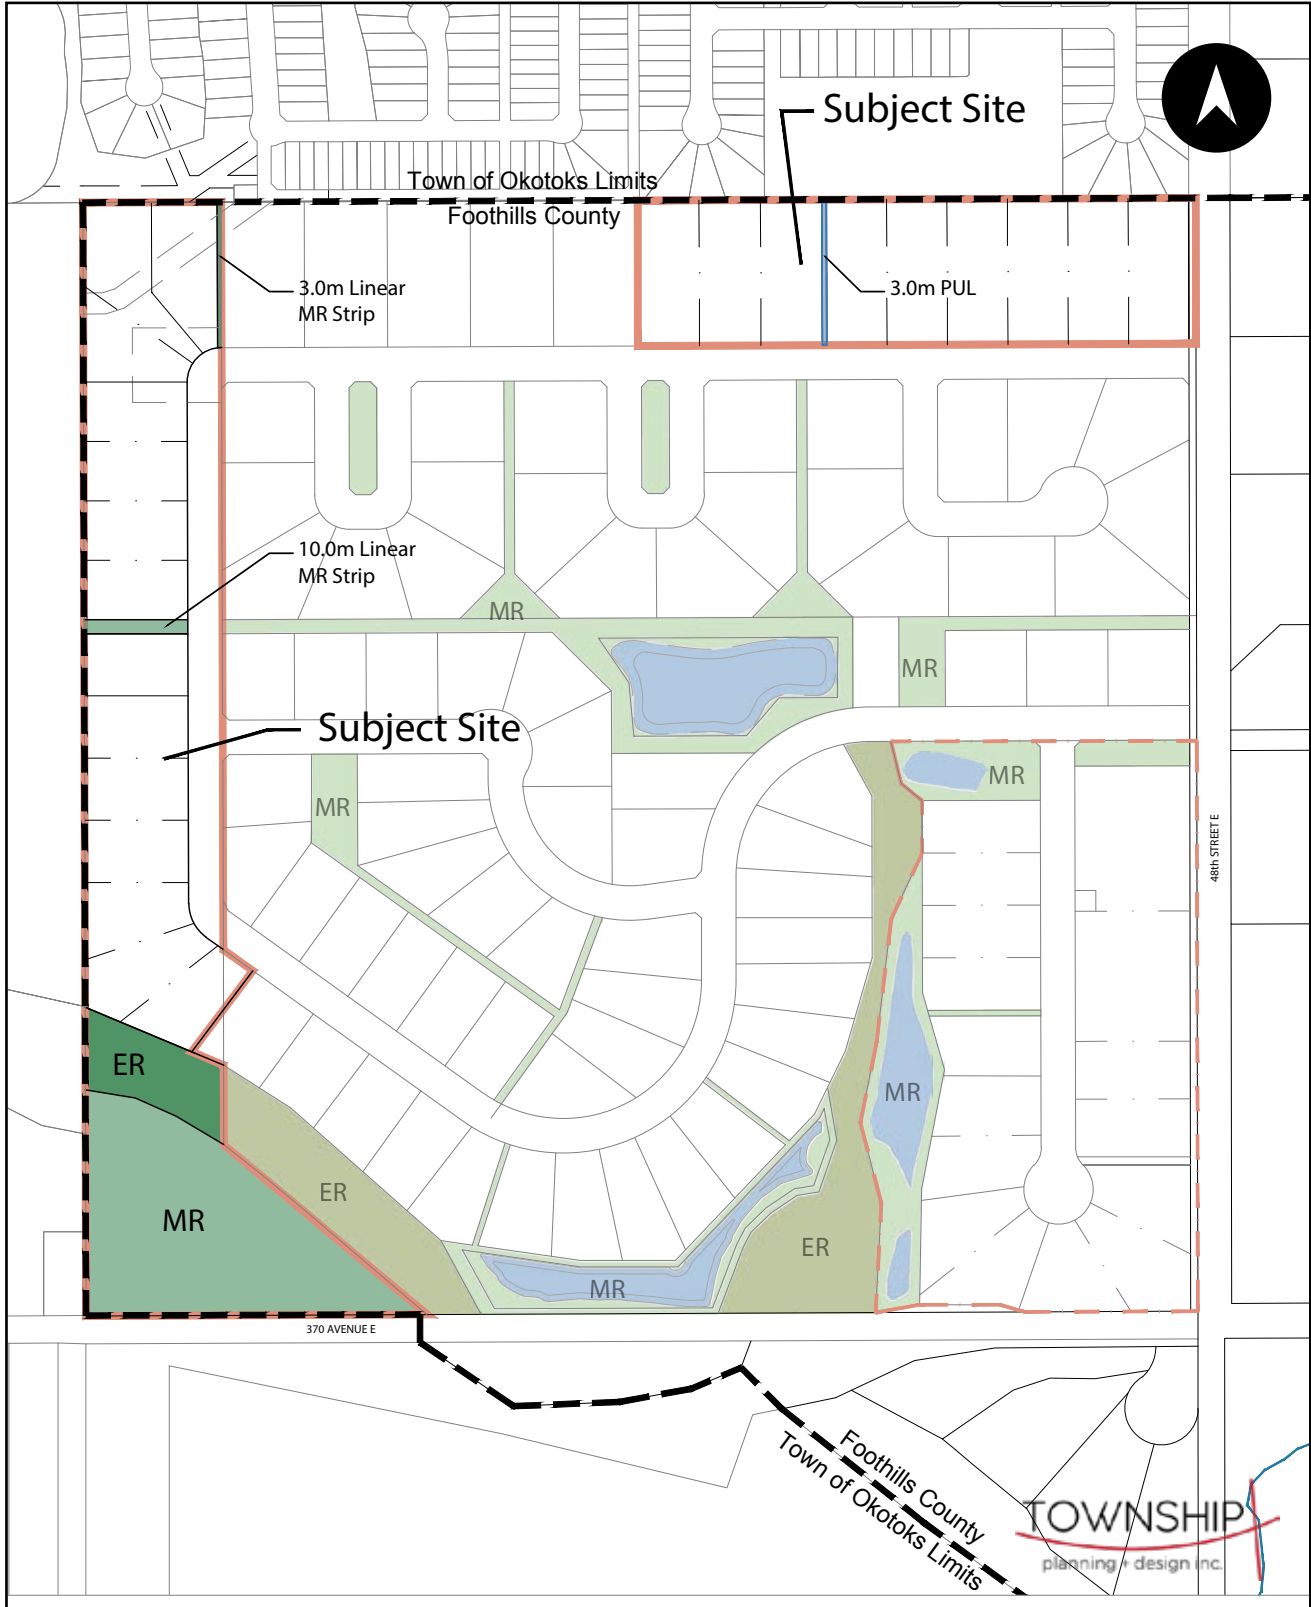 Subject Site
Town of Okotoks Limits
Foothills County
3.0m Linear
MR Strip
3.0m PUL
10.0m Linear
MR Strip
MR
MR
Subject Site
MR
MR
48th STREET E
ER
MR
ER
MR
ER
MR
370 AVENUE E
Foothills County
Town of Okotoks Limits
TOWNSHIP
planning + design inc.